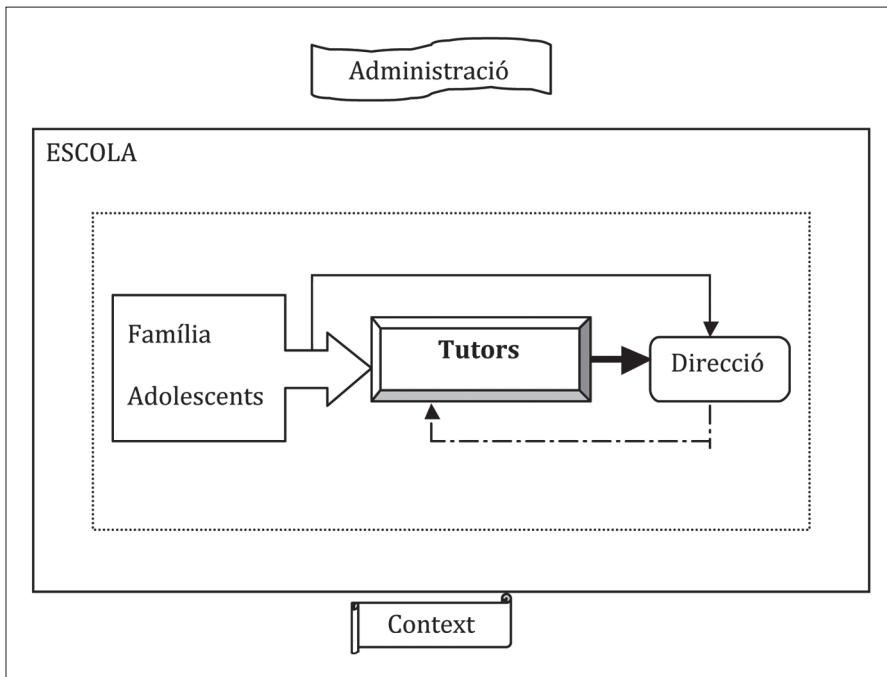 Administració
ESCOLA
Família
Adolescents
Tutors
Direcció
Context